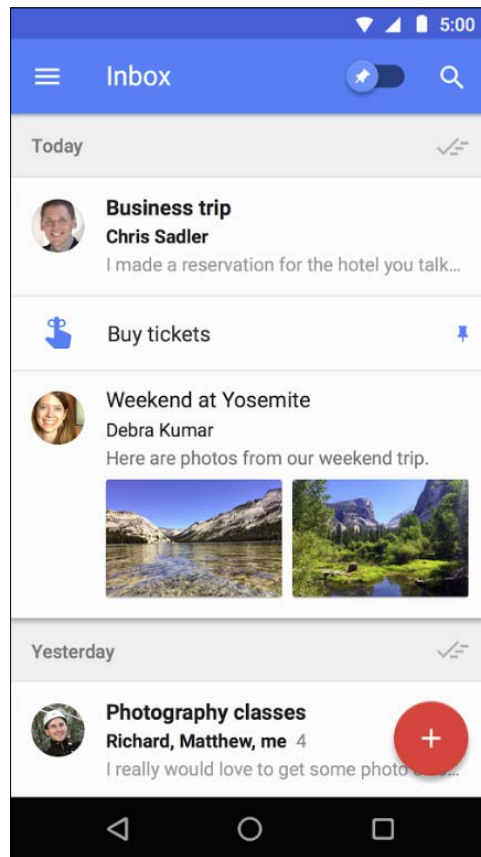 5:00
Inbox
Today
Business trip
Chris Sadler
I made a reservation for the hotel you talk...
Buy tickets
Weekend at Yosemite
Debra Kumar
Here are photos from our weekend trip.
Yesterday
Photography classes
Richard, Matthew, me 4
I really would love to get some photo